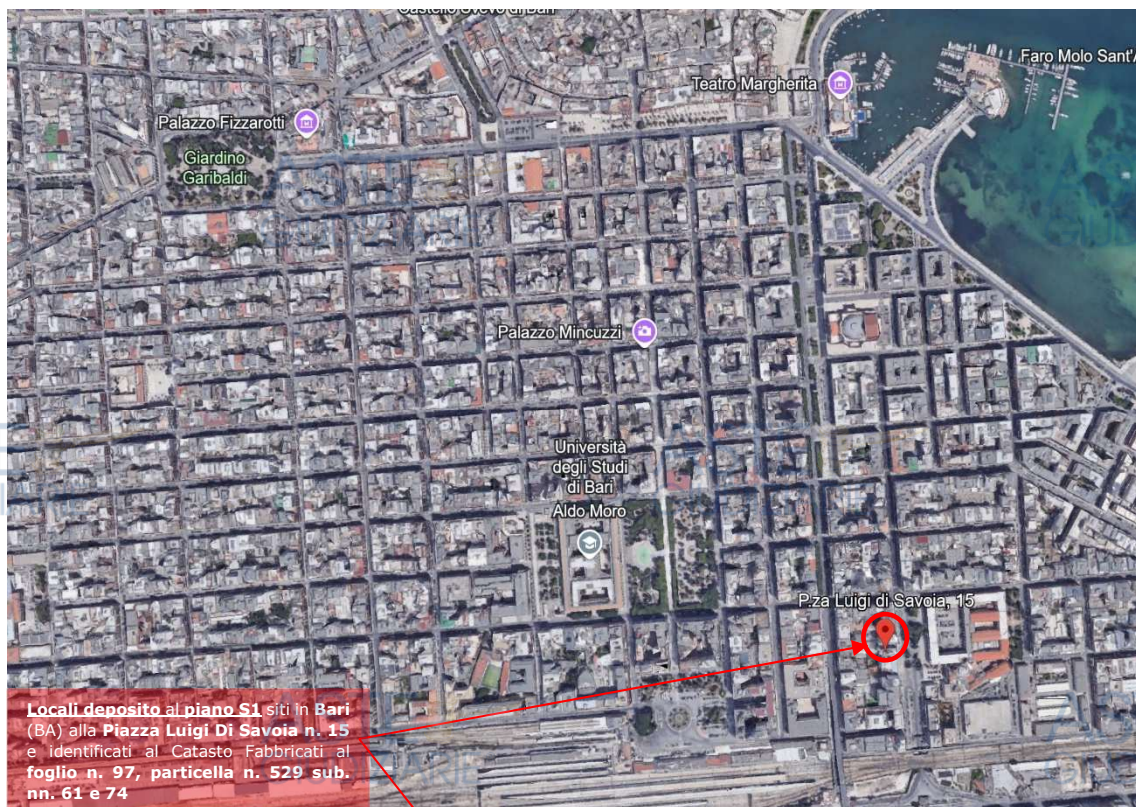 Castello Svevo di Bari
Faro Molo Sant'A
Teatro Margherita
Palazzo Fizzarotti
Giardino
Garibaldi
Palazzo Mincuzzi
Università
degli Studi
di Bari
Aldo Moro
P.za Luigi di Savoia, 15
Locali deposito al piano S1 siti in Bari
(BA) alla Piazza Luigi Di Savoia n. 15
e identificati al Catasto Fabbricati al
foglio n. 97, particella n. 529 sub.
nn. 61 e 74